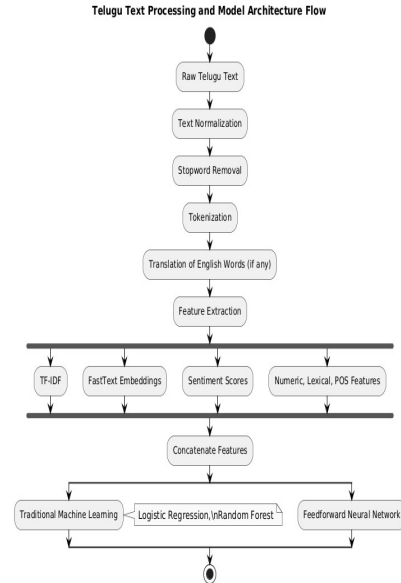 Telugu Text Processing and Model Architecture Flow
Raw Telugu Text
Text Normalization
Stopword Removal
Tokenization
Translation of English Words (if any)
Feature Extraction
TF-IDF
FastText Embeddings
Sentiment Scores
Numeric, Lexical, POS Features
Concatenate Features
Traditional Machine Learning
Logistic Regression,\nRandom Forest
Feedforward Neural Network